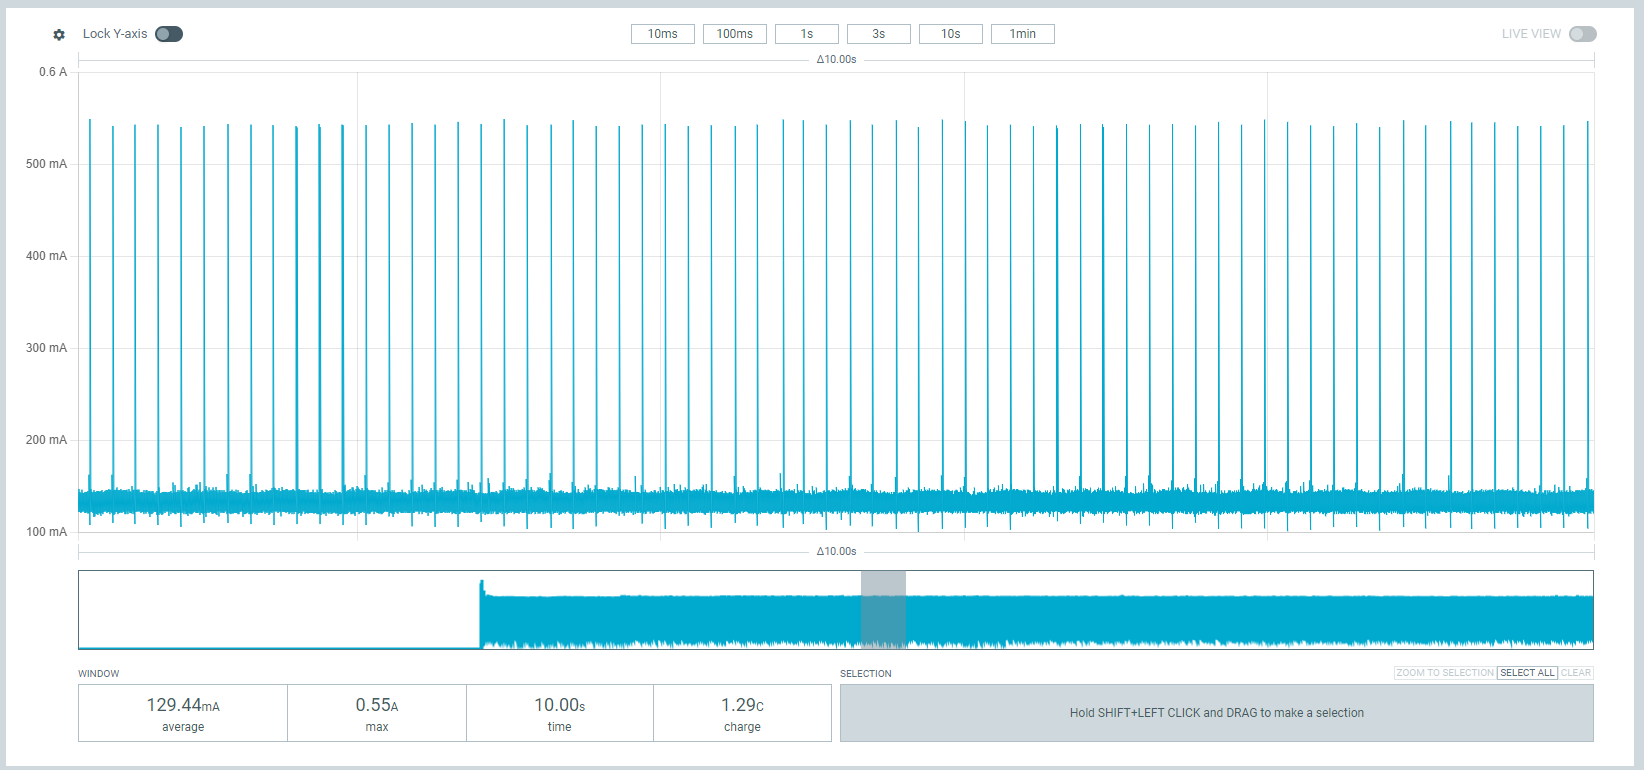 Lock Y-axis
10ms 100ms 1s 3s 10s 1min
LIVE VIEW
Δ10.00s
0.6 A
500 mA
400 mA
300 mA
200 mA
100 mA
Δ10.00s
WINDOW
129.44mA
average
0.55A
max
10.00s
time
1.29C
charge
SELECTION
ZOOM TO SELECTION SELECT ALL CLEAR
Hold SHIFT+LEFT CLICK and DRAG to make a selection